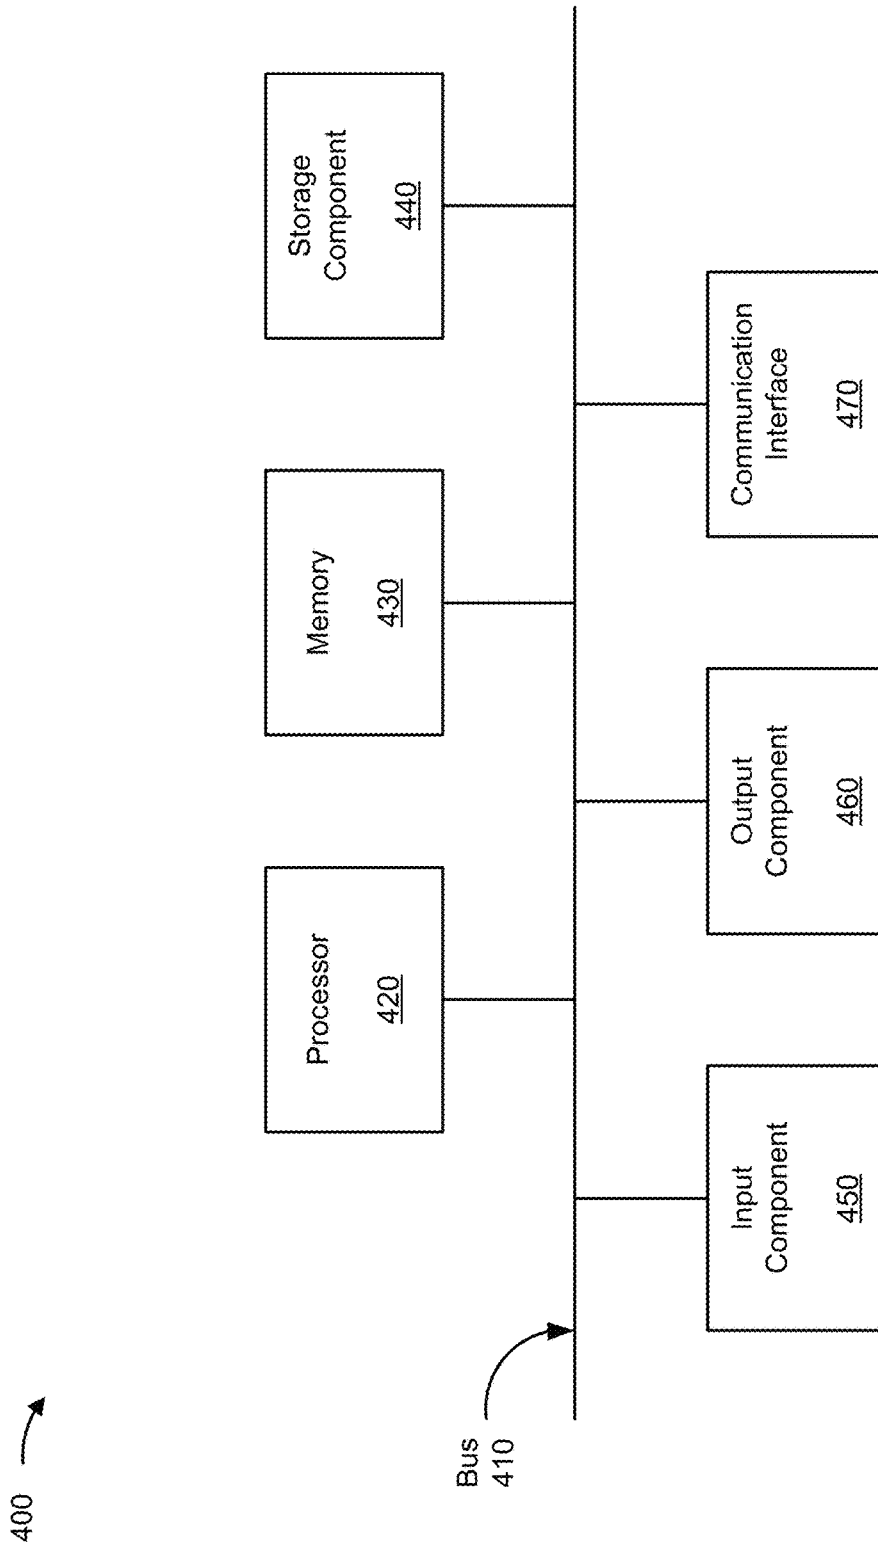 400
Processor
420
Memory
430
Storage
Component
440
Bus
410
Input
Component
450
Output
Component
460
Communication
Interface
470